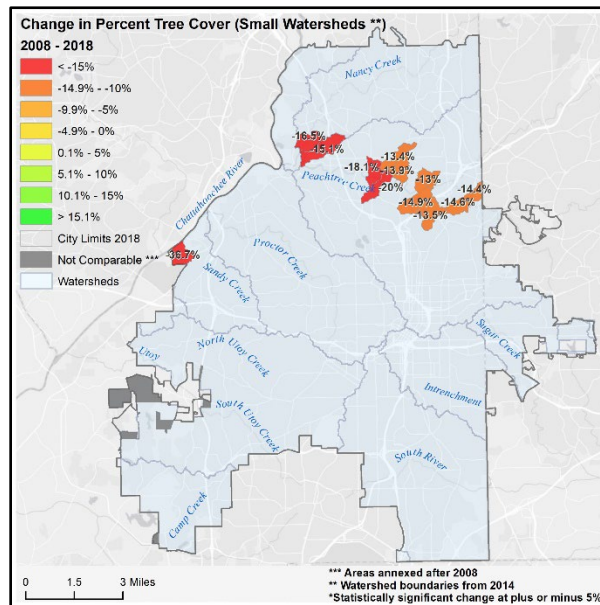 Change in Percent Tree Cover (Small Watersheds **)
2008 - 2018
< -15%
-14.9% - -10%
-9.9% - -5%
-4.9% - 0%
0.1% - 5%
5.1% - 10%
10.1% - 15%
> 15.1%
City Limits 2018
Not Comparable ***
Watersheds
Nancy Creek
-16.5%
-15.1%
-13.4%
-18.1%
-13.9%
Peachtree Creek
-20%
-13%
-14.4%
-14.9%
-14.6%
-13.5%
Chattahoochee River
-36.7%
Proctor Creek
Sandy Creek
Sugar Creek
Utoy
North Utoy Creek
Intrenchment
South Utoy Creek
South River
Camp Creek
0 1.5 3 Miles
*** Areas annexed after 2008
** Watershed boundaries from 2014
*Statistically significant change at plus or minus 5%